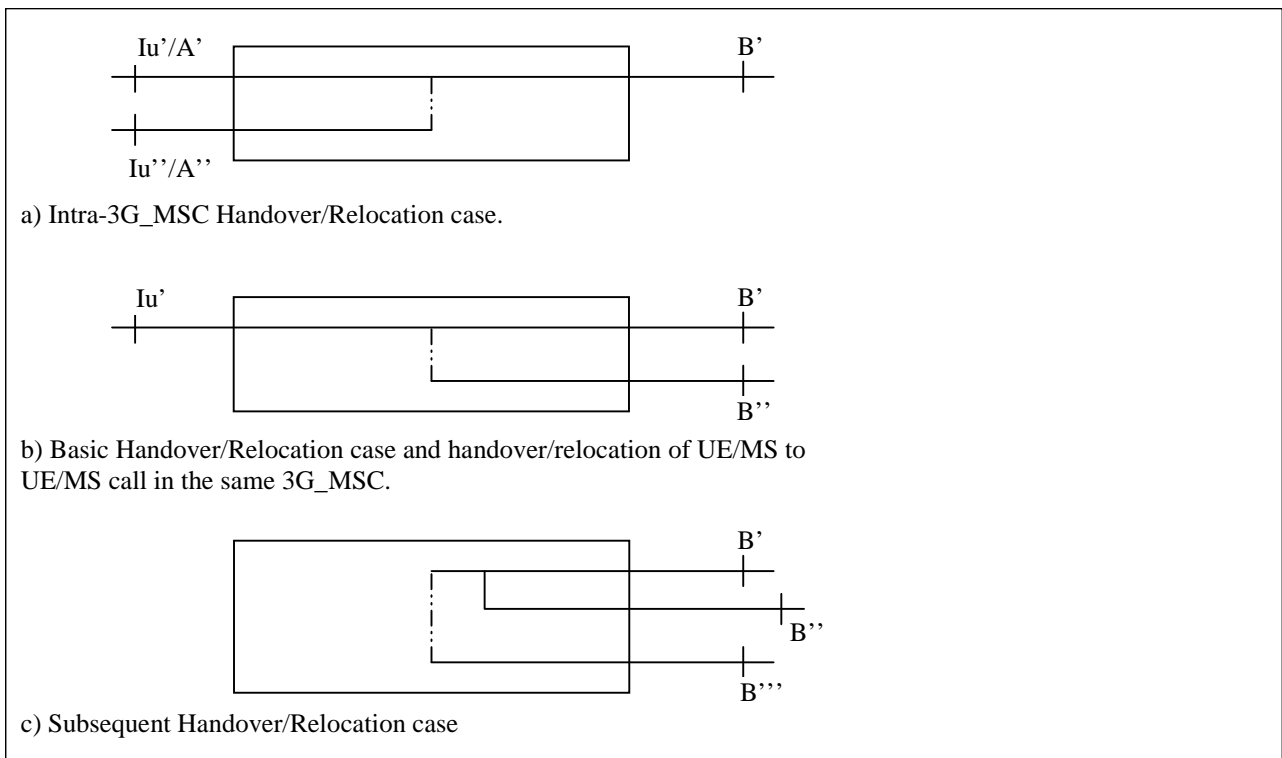 Iu’/A’
B’
Iu’’/A’’
a) Intra-3G_MSC Handover/Relocation case.
Iu’
B’
B’’
b) Basic Handover/Relocation case and handover/relocation of UE/MS to
UE/MS call in the same 3G_MSC.
B’
B’’
B’’’
c) Subsequent Handover/Relocation case